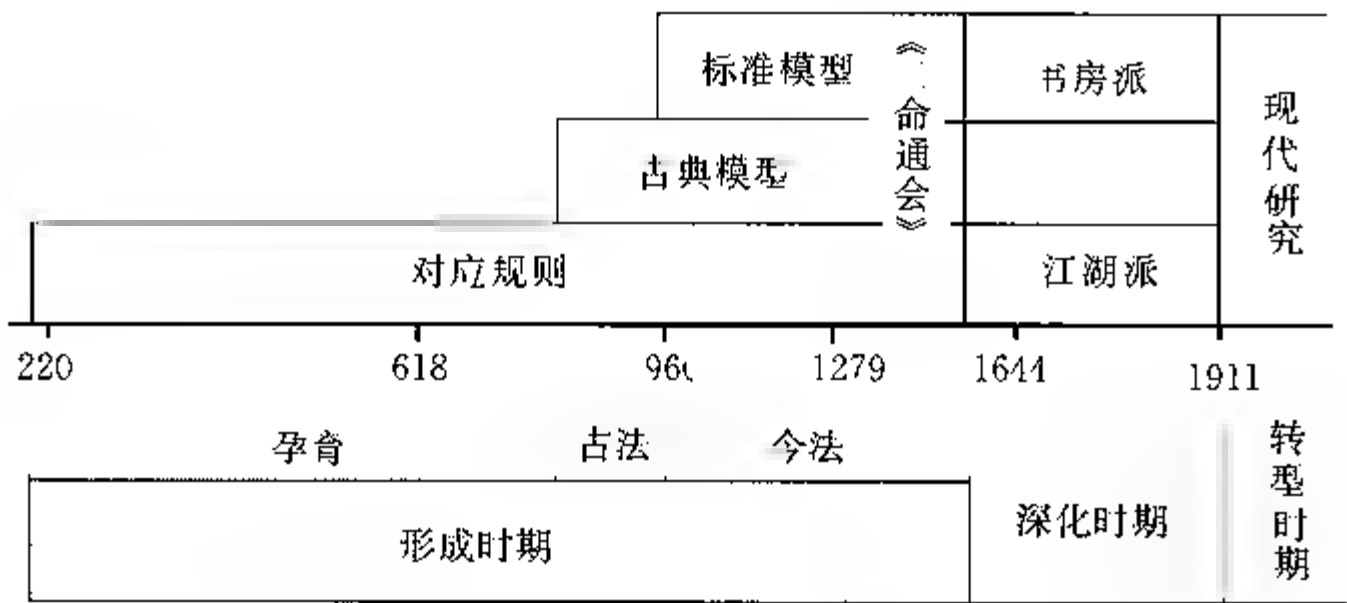 标准模型
《命通会》
书房派
现代研究
古典模型
对应规则
江湖派
220 618 960 1279 1644 1911
孕育 古法 今法
转型时期
形成时期
深化时期